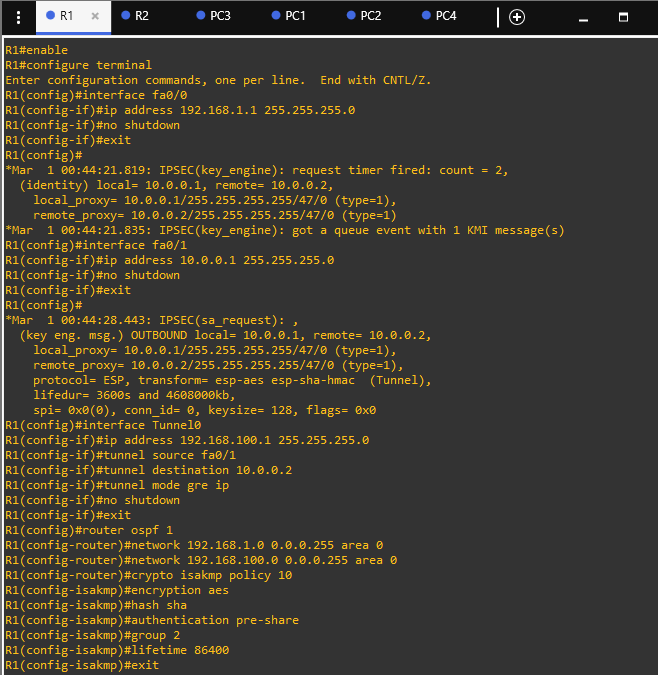 R1
R2
PC3
PC1
PC2
PC4
R1#enable
R1#configure terminal
Enter configuration commands, one per line.  End with CNTL/Z.
R1(config)#interface fa0/0
R1(config-if)#ip address 192.168.1.1 255.255.255.0
R1(config-if)#no shutdown
R1(config-if)#exit
R1(config)#
*Mar  1 00:44:21.819: IPSEC(key_engine): request timer fired: count = 2,
  (identity) local= 10.0.0.1, remote= 10.0.0.2,
    local_proxy= 10.0.0.1/255.255.255.255/47/0 (type=1),
    remote_proxy= 10.0.0.2/255.255.255.255/47/0 (type=1)
*Mar  1 00:44:21.835: IPSEC(key_engine): got a queue event with 1 KMI message(s)
R1(config)#interface fa0/1
R1(config-if)#ip address 10.0.0.1 255.255.255.0
R1(config-if)#no shutdown
R1(config-if)#exit
R1(config)#
*Mar  1 00:44:28.443: IPSEC(sa_request): ,
  (key eng. msg.) OUTBOUND local= 10.0.0.1, remote= 10.0.0.2,
    local_proxy= 10.0.0.1/255.255.255.255/47/0 (type=1),
    remote_proxy= 10.0.0.2/255.255.255.255/47/0 (type=1),
    protocol= ESP, transform= esp-aes esp-sha-hmac  (Tunnel),
    lifedur= 3600s and 4608000kb,
    spi= 0x0(0), conn_id= 0, keysize= 128, flags= 0x0
R1(config)#interface Tunnel0
R1(config-if)#ip address 192.168.100.1 255.255.255.0
R1(config-if)#tunnel source fa0/1
R1(config-if)#tunnel destination 10.0.0.2
R1(config-if)#tunnel mode gre ip
R1(config-if)#no shutdown
R1(config-if)#exit
R1(config)#router ospf 1
R1(config-router)#network 192.168.1.0 0.0.0.255 area 0
R1(config-router)#network 192.168.100.0 0.0.0.255 area 0
R1(config-router)#crypto isakmp policy 10
R1(config-isakmp)#encryption aes
R1(config-isakmp)#hash sha
R1(config-isakmp)#authentication pre-share
R1(config-isakmp)#group 2
R1(config-isakmp)#lifetime 86400
R1(config-isakmp)#exit